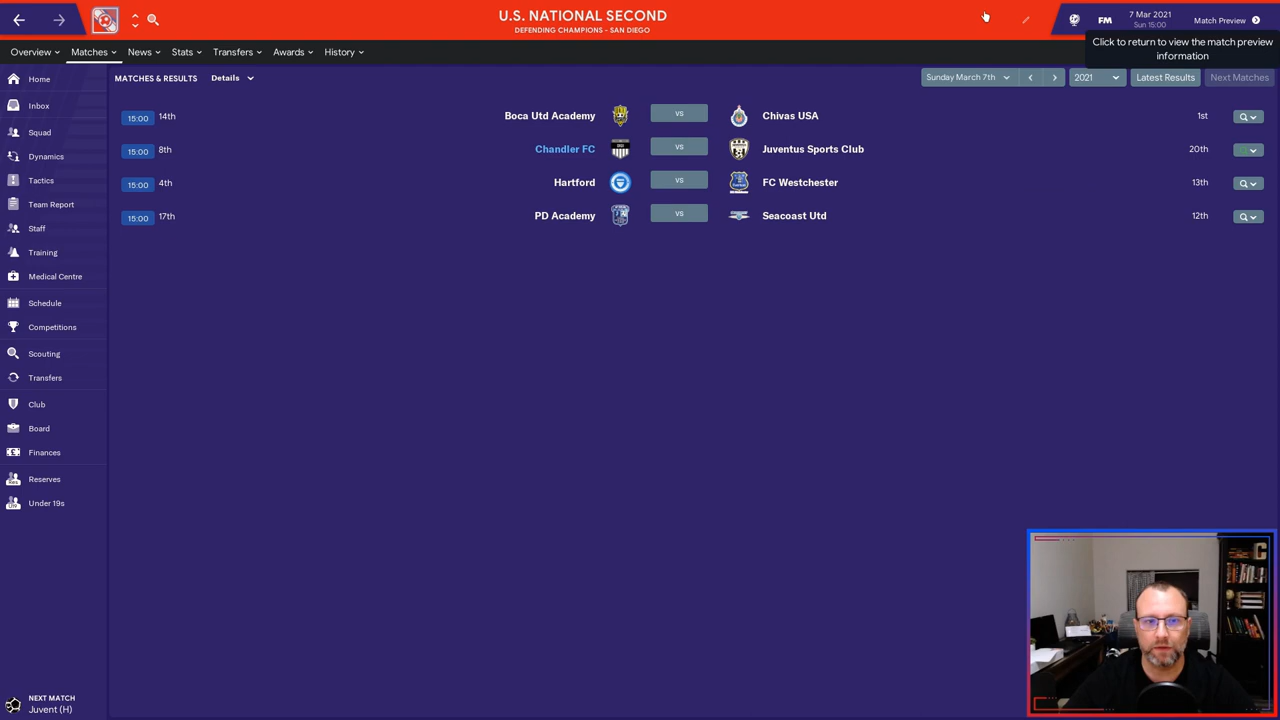 U.S. NATIONAL SECOND
DEFENDING CHAMPIONS - SAN DIEGO
FM
7 Mar 2021
Sun 15:00
Match Preview
Click to return to view the match preview
information
Overview
Matches
News
Stats
Transfers
Awards
History
Home
Inbox
Squad
Dynamics
Tactics
Team Report
Staff
Training
Medical Centre
Schedule
Competitions
Scouting
Transfers
Club
Board
Finances
Reserves
Under 19s
NEXT MATCH
Juvent (H)
MATCHES & RESULTS Details
Sunday March 7th 2021 Latest Results Next Matches
15:00 14th Boca Utd Academy vs Chivas USA 1st
15:00 8th Chandler FC vs Juventus Sports Club 20th
15:00 4th Hartford vs FC Westchester 13th
15:00 17th PD Academy vs Seacoast Utd 12th